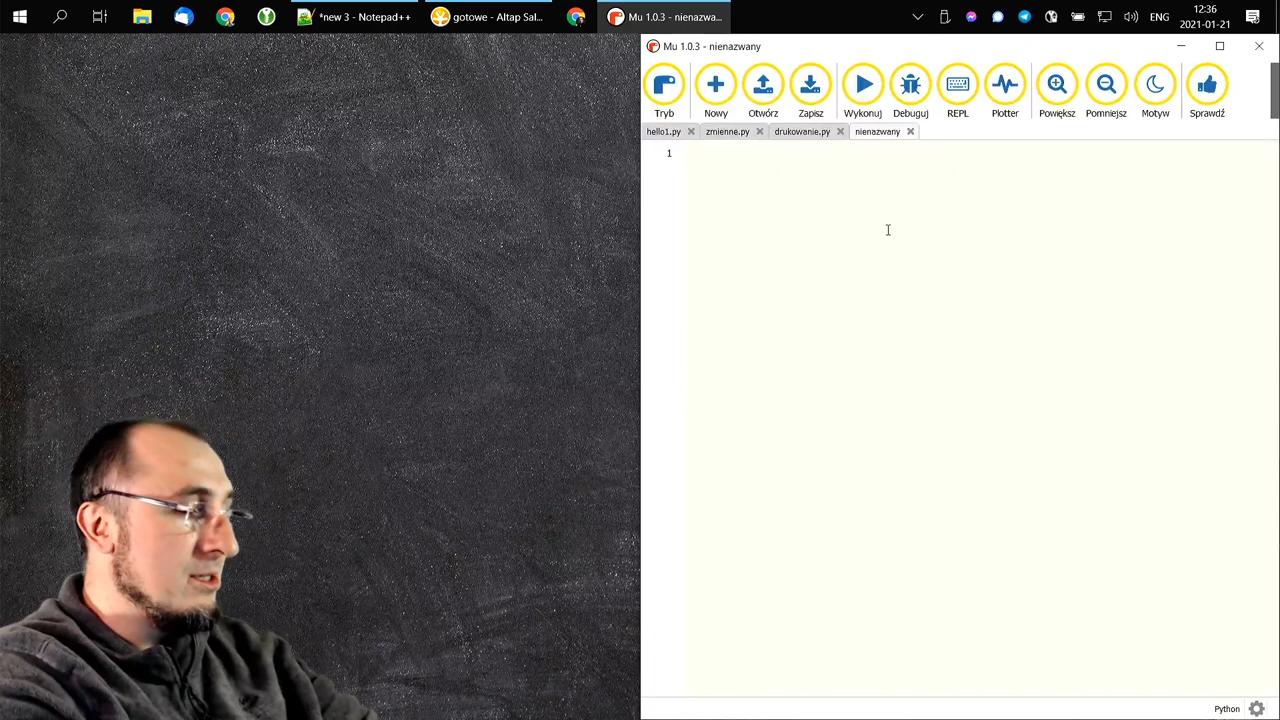 *new 3 - Notepad++
gotowe - Altap Sal...
Mu 1.0.3 - nienazwa...
ENG
12:36
2021-01-21
Mu 1.0.3 - nienazwany
Tryb
Nowy
Otwórz
Zapisz
Wykonuj
Debuguj
REPL
Plotter
Powiększ
Pomniejsz
Motyw
Sprawdź
hello1.py
zmienne.py
drukowanie.py
nienazwany
1
Python